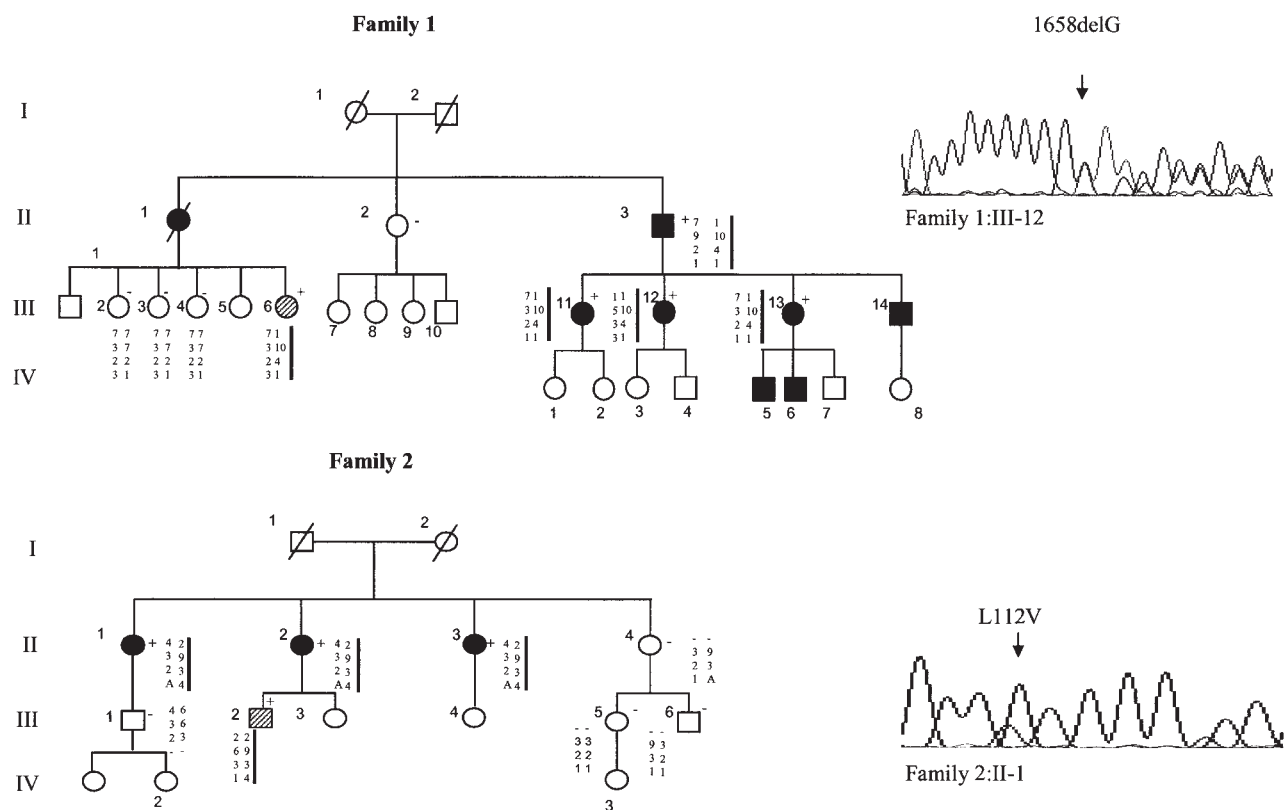 Family 1
1658delG
I
1 2
II
1 2 - 3 +
7 1
9 10
2 4
1 1
Family 1:III-12
1
III
2 - 3 - 4 - 5 6 + 7 8 9 10 11 + 12 + 13 + 14
7 7 7 7 7 7 7 1
3 7 3 7 3 7 3 10
2 2 2 2 2 2 2 4
3 1 3 1 3 1 3 1
7 1 1 1 7 1
3 10 5 10 3 10
2 4 3 4 2 4
1 1 3 1 1 1
IV
1 2 3 4 5 6 7 8
Family 2
I
1 2
II
1 + 2 + 3 + 4 -
4 2 4 2 4 2 - -
3 9 3 9 3 9 3 9
2 3 2 3 2 3 2 3
A 4 A 4 A 4 1 A
L112V
III
1 - 2 + 3 4 5 - 6 -
4 6
3 6
2 3
- -
2 2
6 9
3 3
1 4
- -
3 3
2 2
1 1
- -
9 3
3 2
1 1
IV
2 3
Family 2:II-1